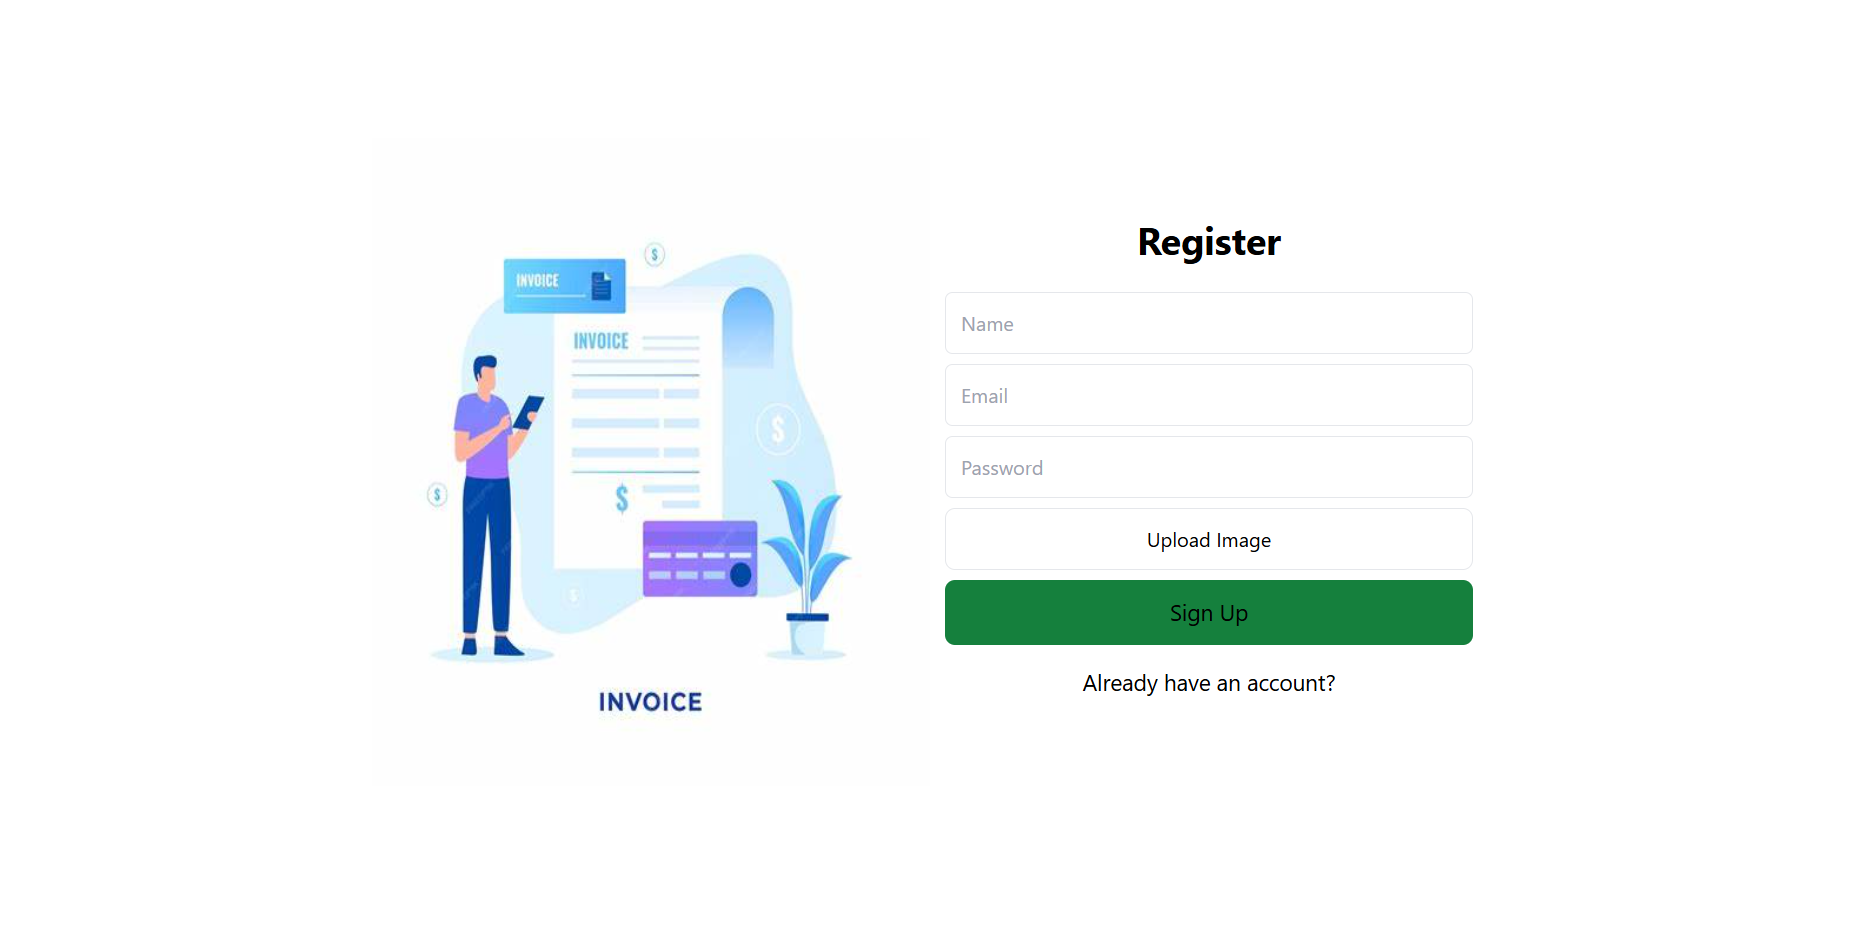 INVOICE
$
INVOICE
$
$
$
$
INVOICE
Register
Name
Email
Password
Upload Image
Sign Up
Already have an account?